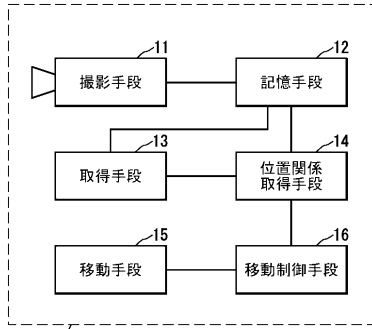 11
撮影手段
12
記憶手段
13
取得手段
14
位置関係
取得手段
15
移動手段
16
移動制御手段